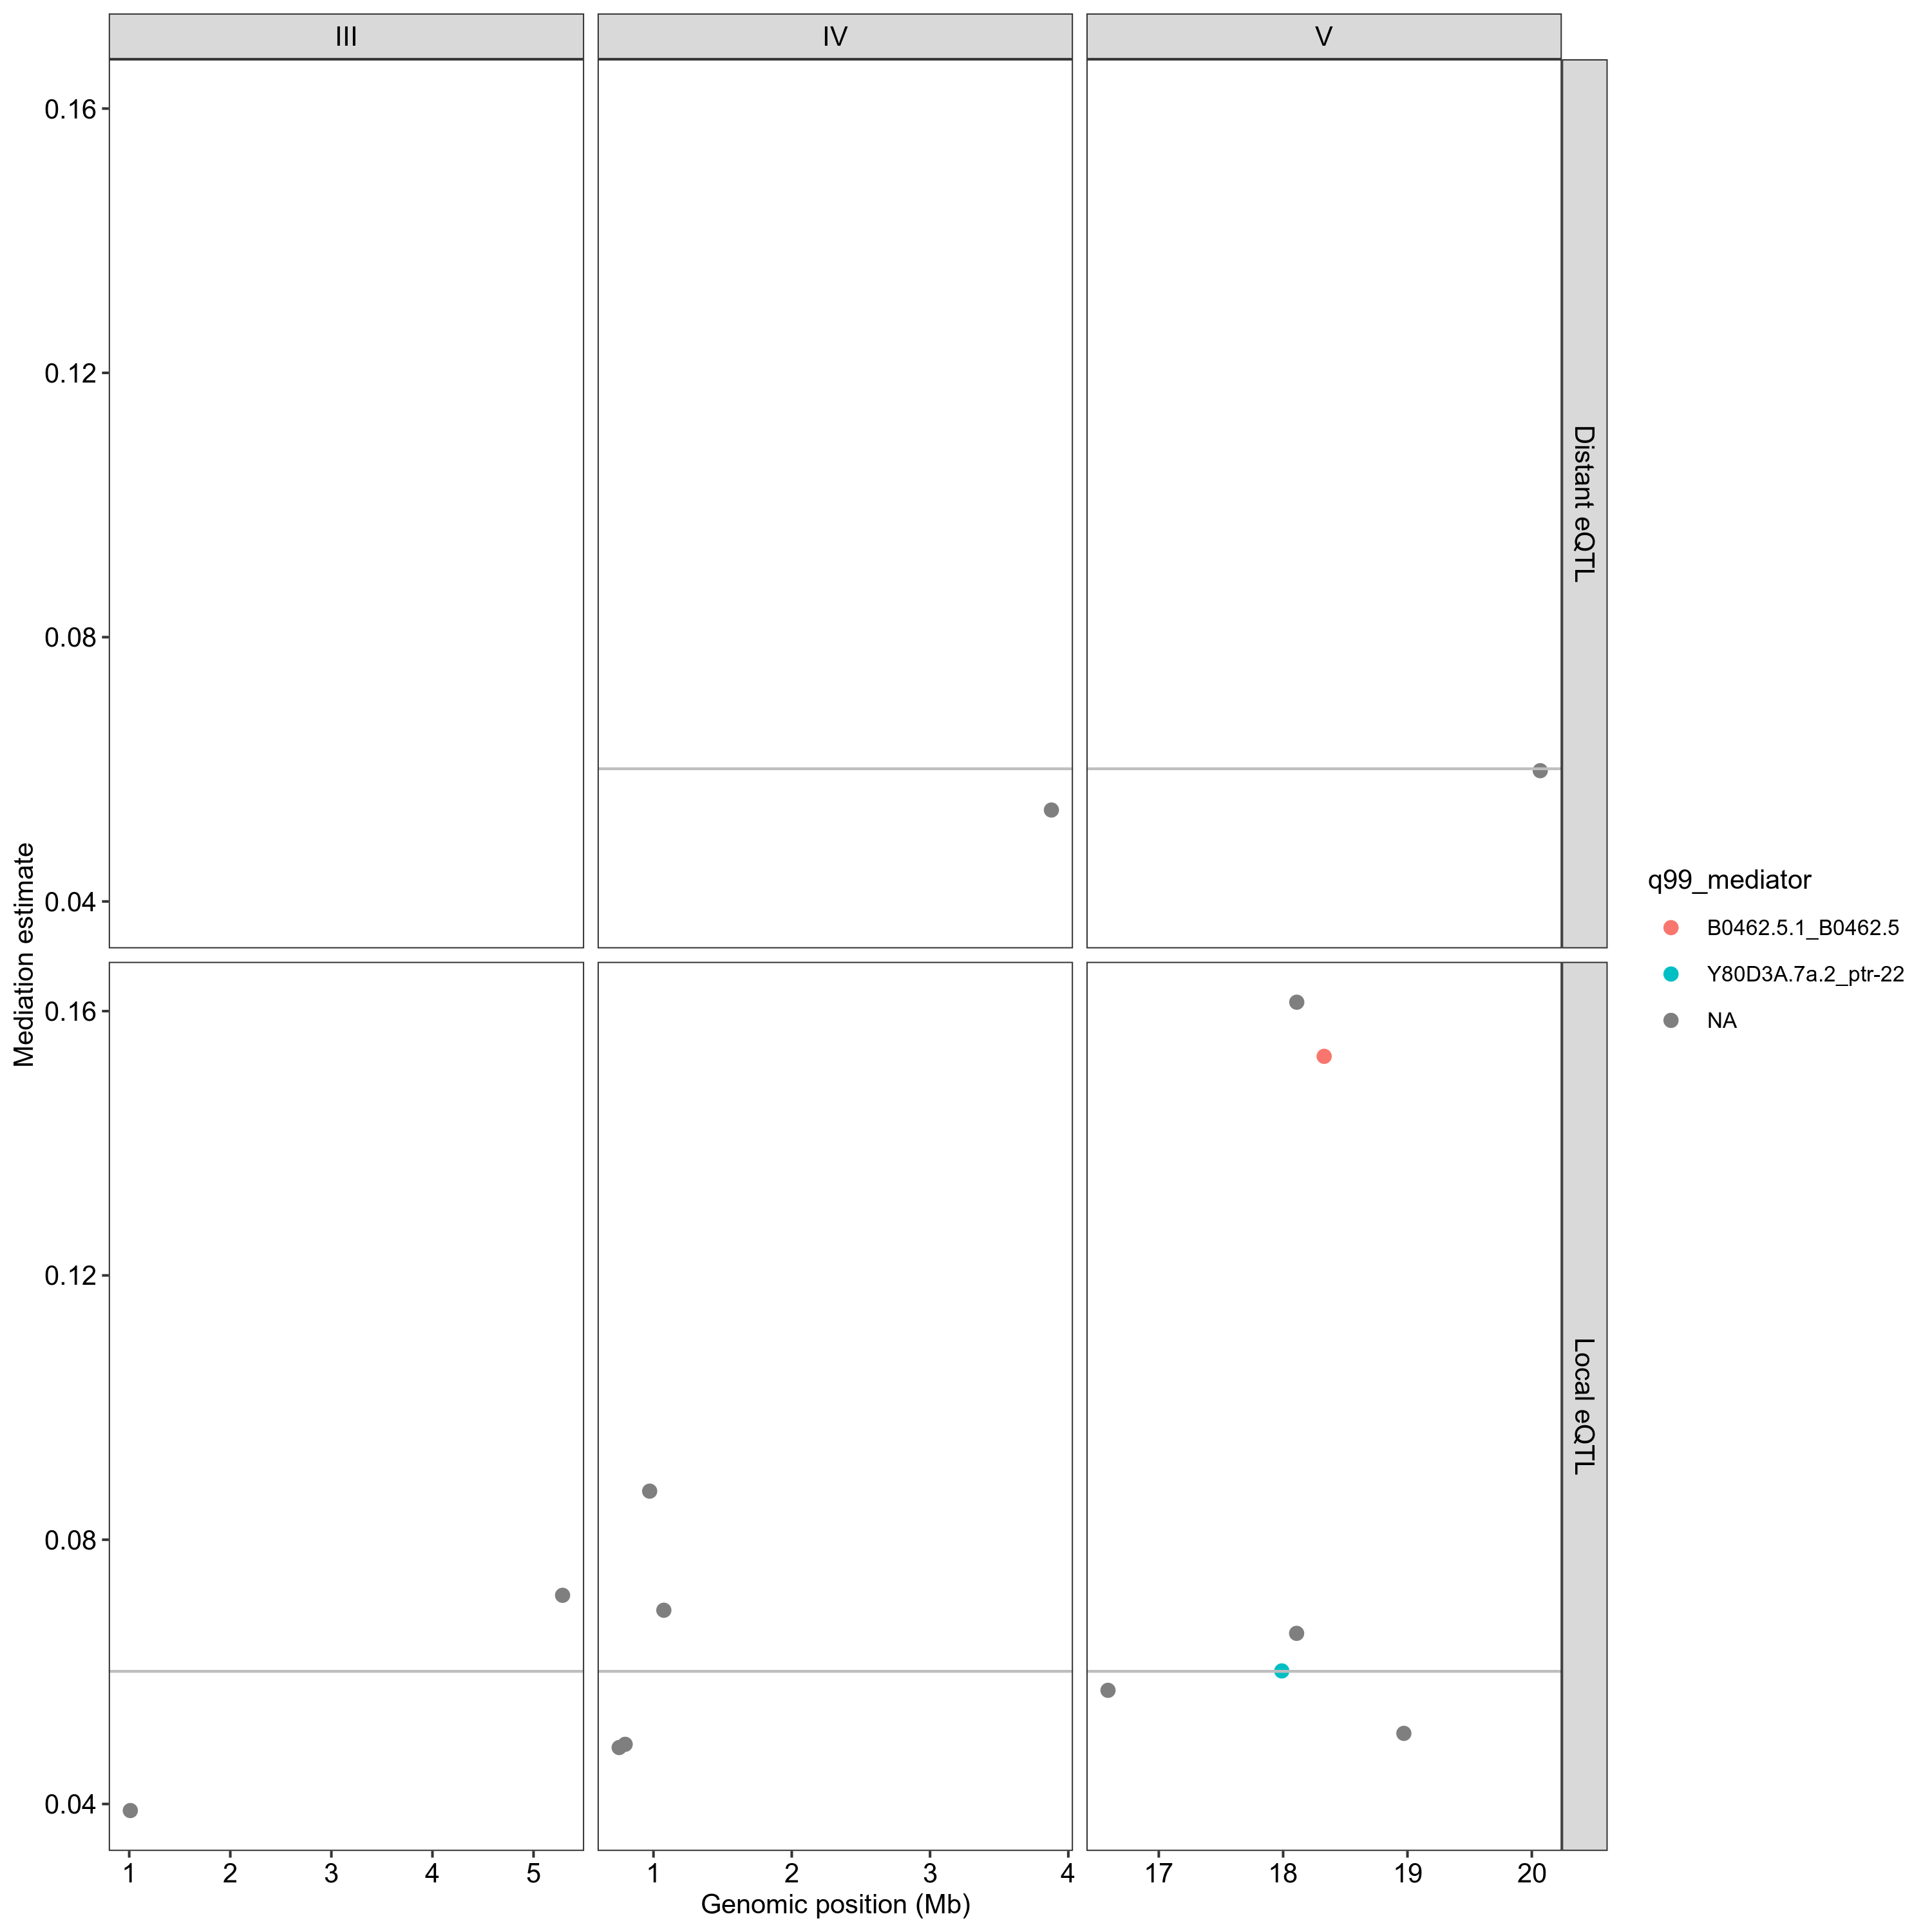 III
IV
V
0.16
0.12
0.08
0.04
Distant eQTL
Mediation estimate
q99_mediator
B0462.5.1_B0462.5
Y80D3A.7a.2_ptr-22
NA
0.16
0.12
0.08
0.04
Local eQTL
1 2 3 4 5 1 2 3 4 17 18 19 20
Genomic position (Mb)